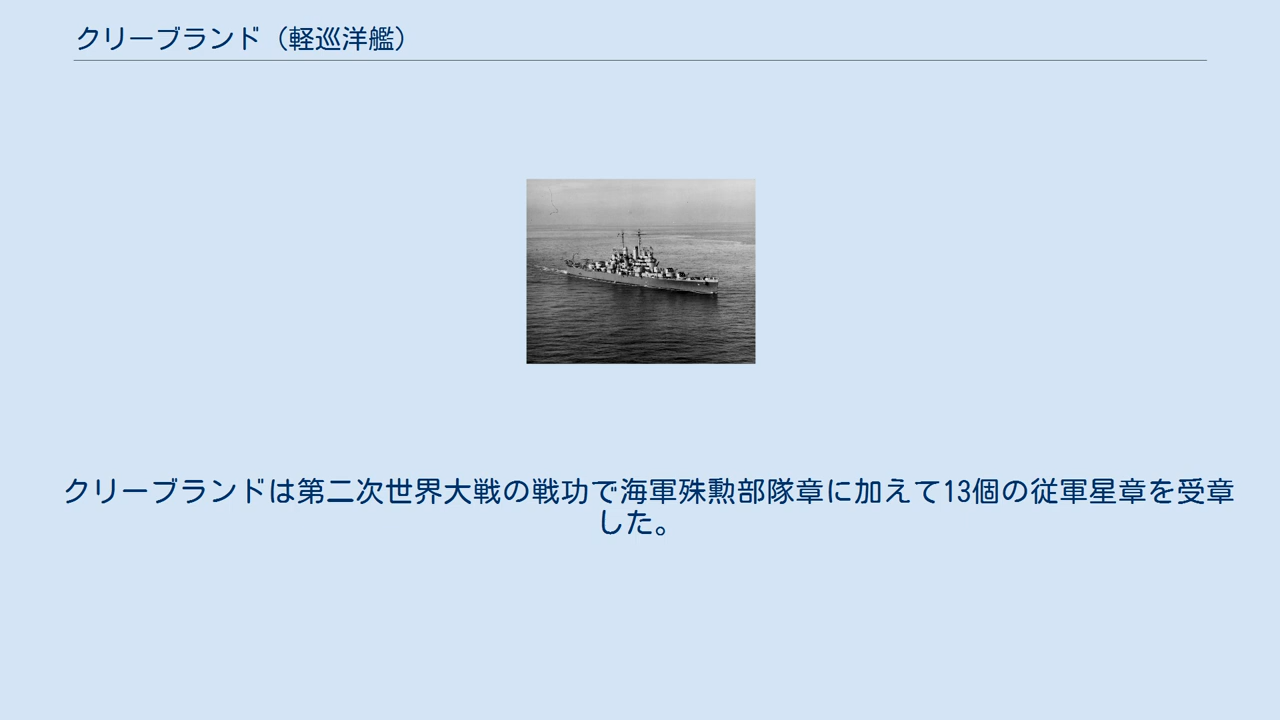 クリーブランド（軽巡洋艦）
クリーブランドは第二次世界大戦の戦功で海軍殊勲部隊章に加えて13個の従軍星章を受章
した。